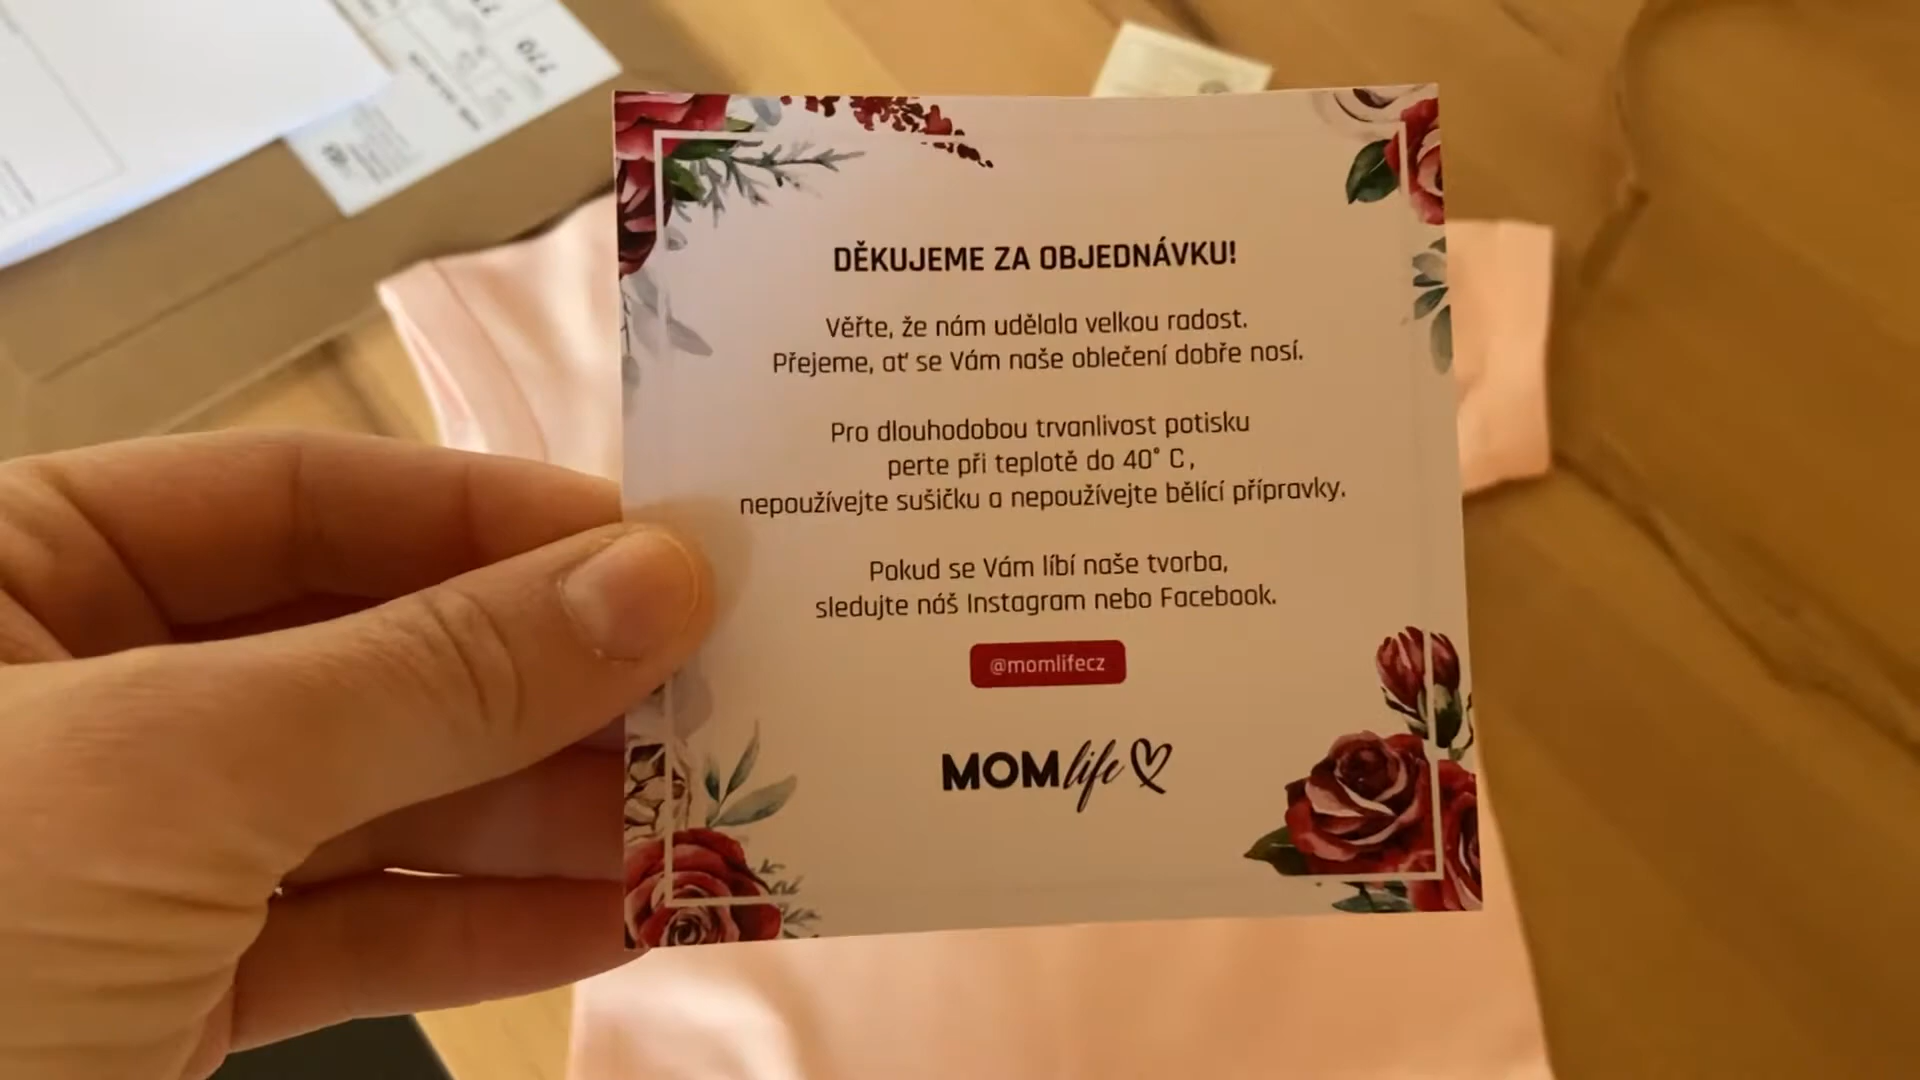 DĚKUJEME ZA OBJEDNÁVKU!
Věřte, že nám udělala velkou radost.
Přejeme, ať se Vám naše oblečení dobře nosí.
Pro dlouhodobou trvanlivost potisku
perte při teplotě do 40° C,
nepoužívejte sušičku a nepoužívejte bělící přípravky.
Pokud se Vám líbí naše tvorba,
sledujte náš Instagram nebo Facebook.
@momlifecz
MOM life